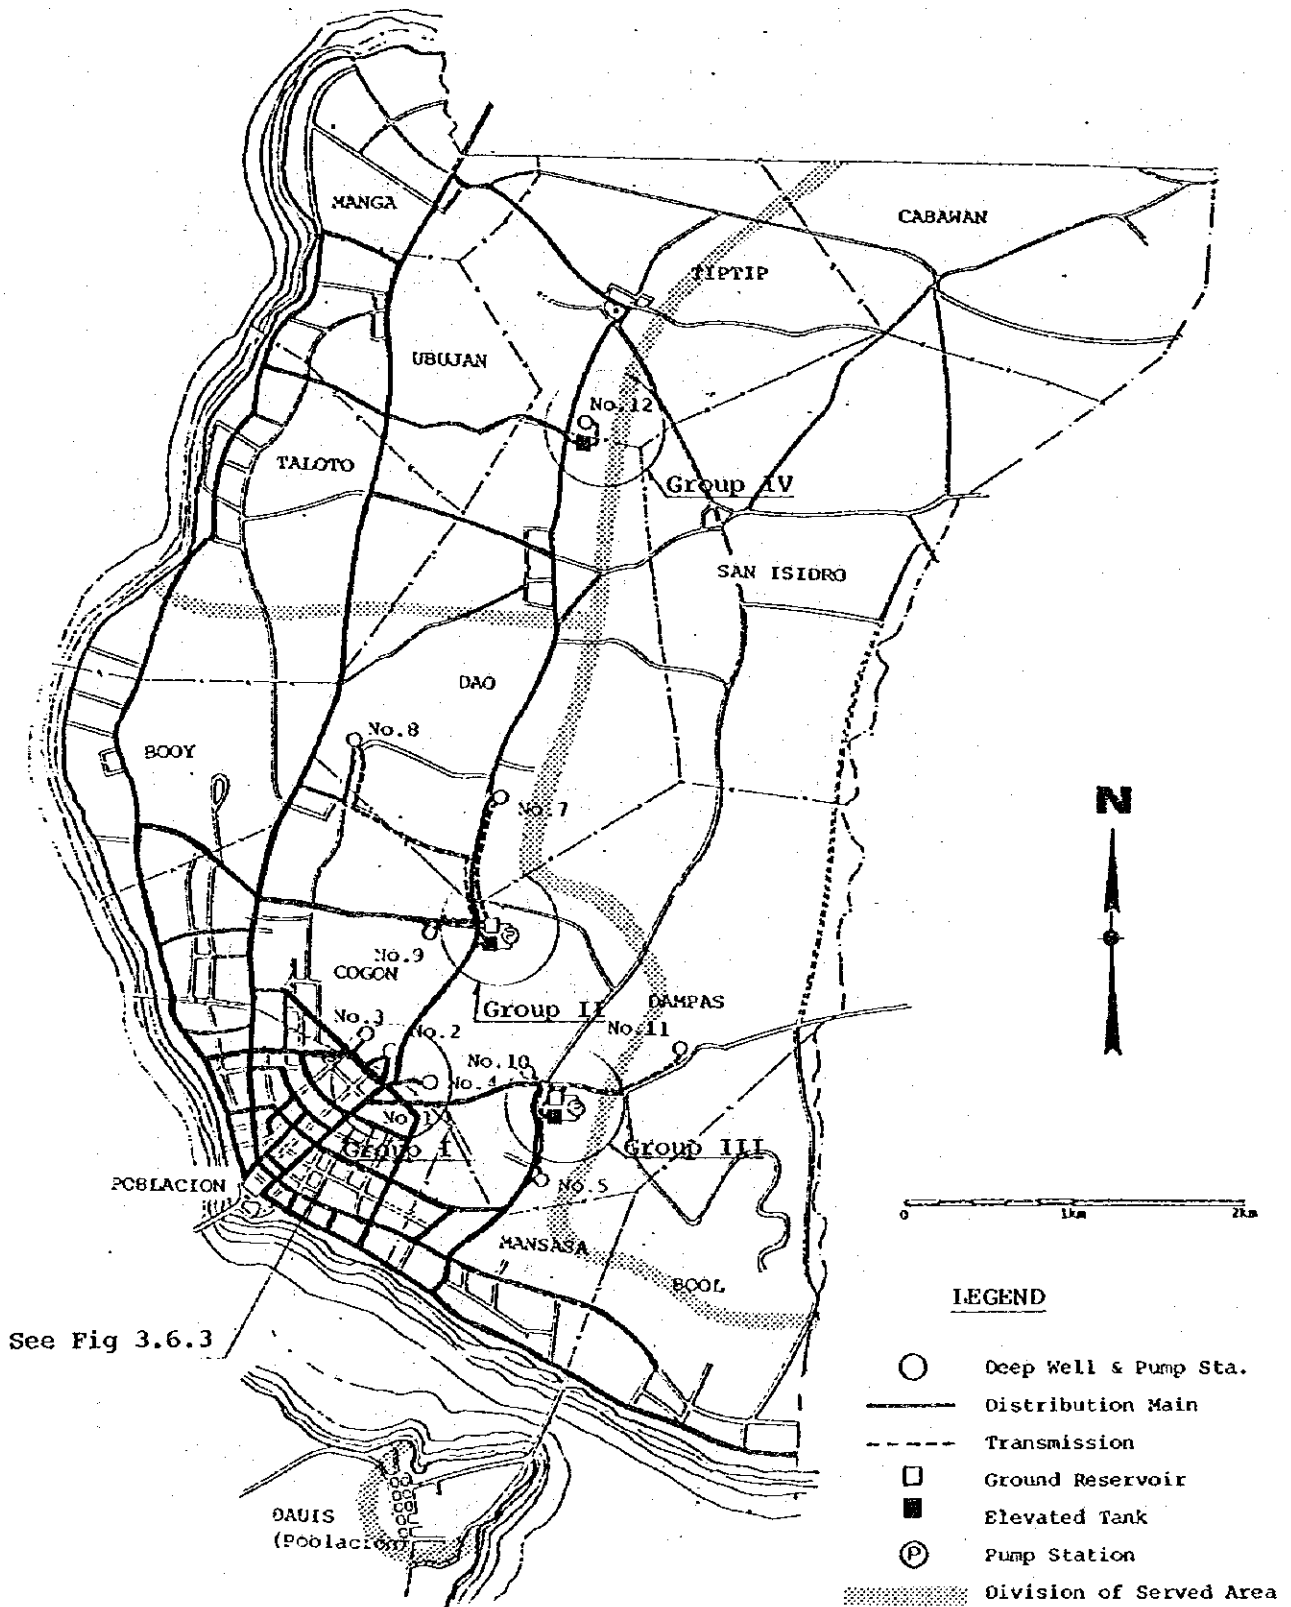 MANGA
CABAWAN
TIPTIP
UBUJAN
No.12
TALOTO
Group IV
SAN ISIDRO
DAO
No.8
BOOY
No.7
N
No.9
COGON
Group II
DAMPAS
No.3
No.2
No.11
No.10
No.4
No.1
Group I
Group III
POBLACION
No.5
0 1km 2km
MANSASA
BOOL
LEGEND
See Fig 3.6.3
Deep Well & Pump Sta.
Distribution Main
Transmission
Ground Reservoir
Elevated Tank
P Pump Station
Division of Served Area
DAUIS
(Poblacion)